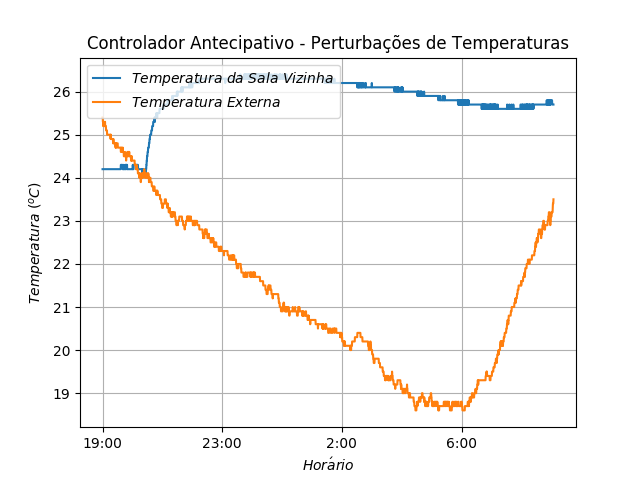 Controlador Antecipativo - Perturbações de Temperaturas
Temperatura da Sala Vizinha
Temperatura Externa
26
25
24
23
22
21
20
19
Temperatura (ºC)
19:00 23:00 2:00 6:00
Horário